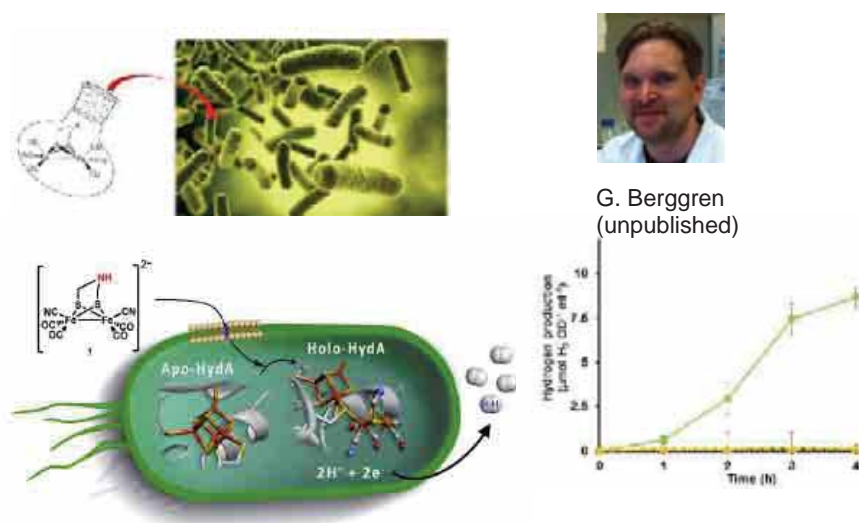 G. Berggren
(unpublished)
2-
NH
NC
CN
S
Fe
Fe
OC
CO
OC
CO
1
Apo-HydA
Holo-HydA
2H⁺ + 2e
Hydrogen production
10
7.5
5
2.5
0
0
1
2
3
4
Time (h)